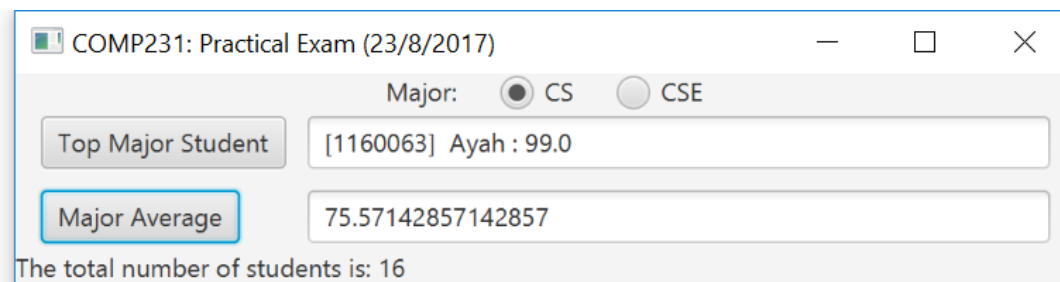 COMP231: Practical Exam (23/8/2017)
Major: CS CSE
Top Major Student [1160063] Ayah : 99.0
Major Average 75.57142857142857
The total number of students is: 16